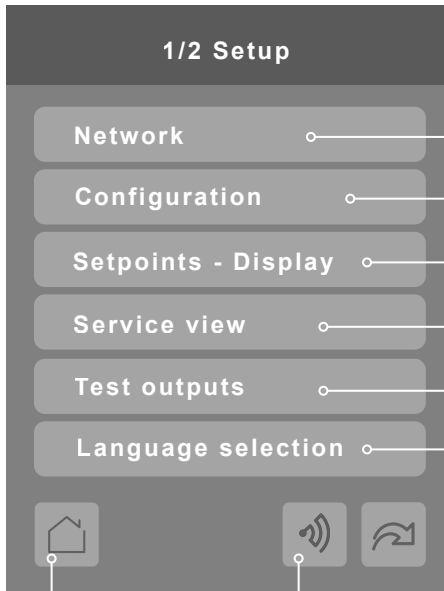 1/2 Setup
Network
Configuration
Setpoints - Display
Service view
Test outputs
Language selection